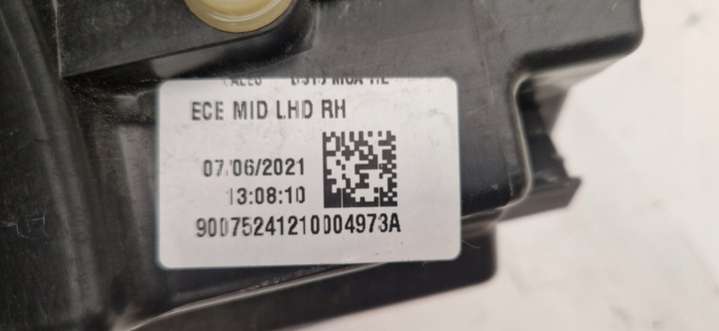 ECE MID LHD RH
07/06/2021
13:08:10
90075241210004973A